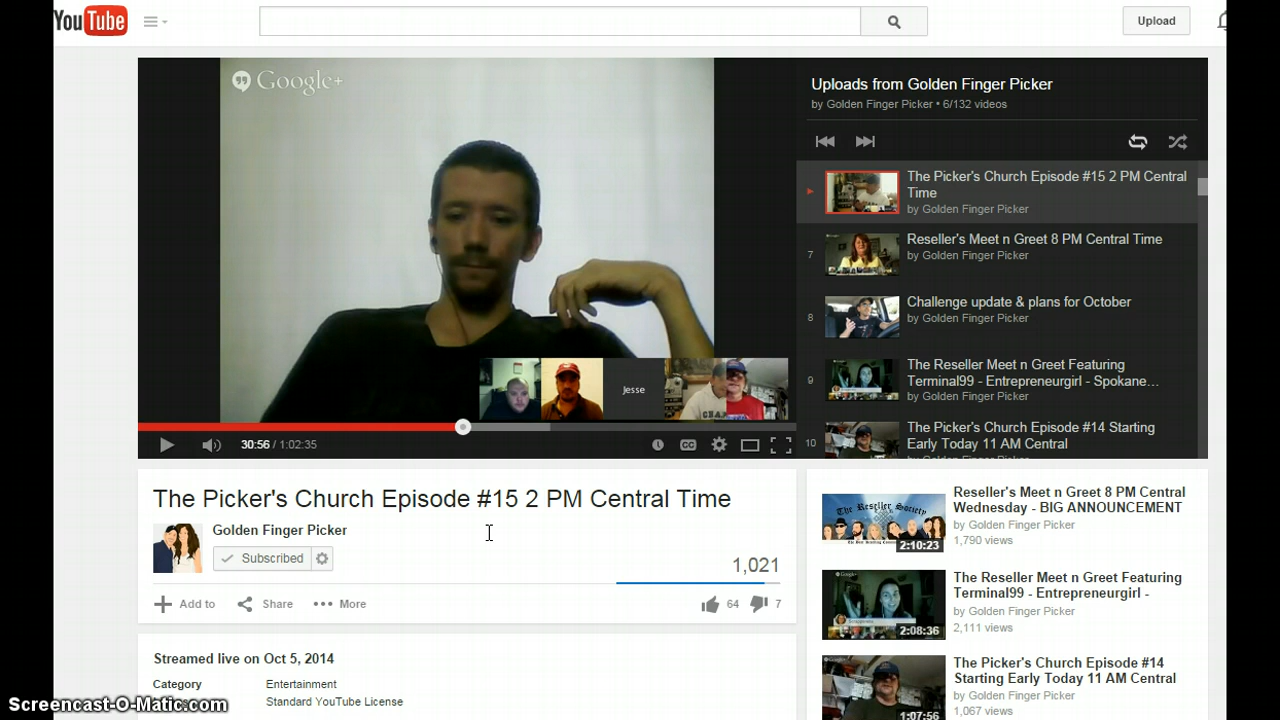 YouTube
Upload
Google+
Jesse
30:56 / 1:02:35
CC
Uploads from Golden Finger Picker
by Golden Finger Picker • 6/132 videos
The Picker's Church Episode #15 2 PM Central
Time
by Golden Finger Picker
7
Reseller's Meet n Greet 8 PM Central Time
by Golden Finger Picker
8
Challenge update & plans for October
by Golden Finger Picker
9
The Reseller Meet n Greet Featuring
Terminal99 - Entrepreneurgirl - Spokane...
by Golden Finger Picker
10
The Picker's Church Episode #14 Starting
Early Today 11 AM Central
The Picker's Church Episode #15 2 PM Central Time
Golden Finger Picker
Subscribed
1,021
Add to
Share
More
64
7
Streamed live on Oct 5, 2014
Category
Entertainment
Standard YouTube License
The Reseller Society
2:10:23
Reseller's Meet n Greet 8 PM Central
Wednesday - BIG ANNOUNCEMENT
by Golden Finger Picker
1,790 views
2:08:36
The Reseller Meet n Greet Featuring
Terminal99 - Entrepreneurgirl -
by Golden Finger Picker
2,111 views
1:07:56
The Picker's Church Episode #14
Starting Early Today 11 AM Central
by Golden Finger Picker
1,067 views
Screencast-O-Matic.com